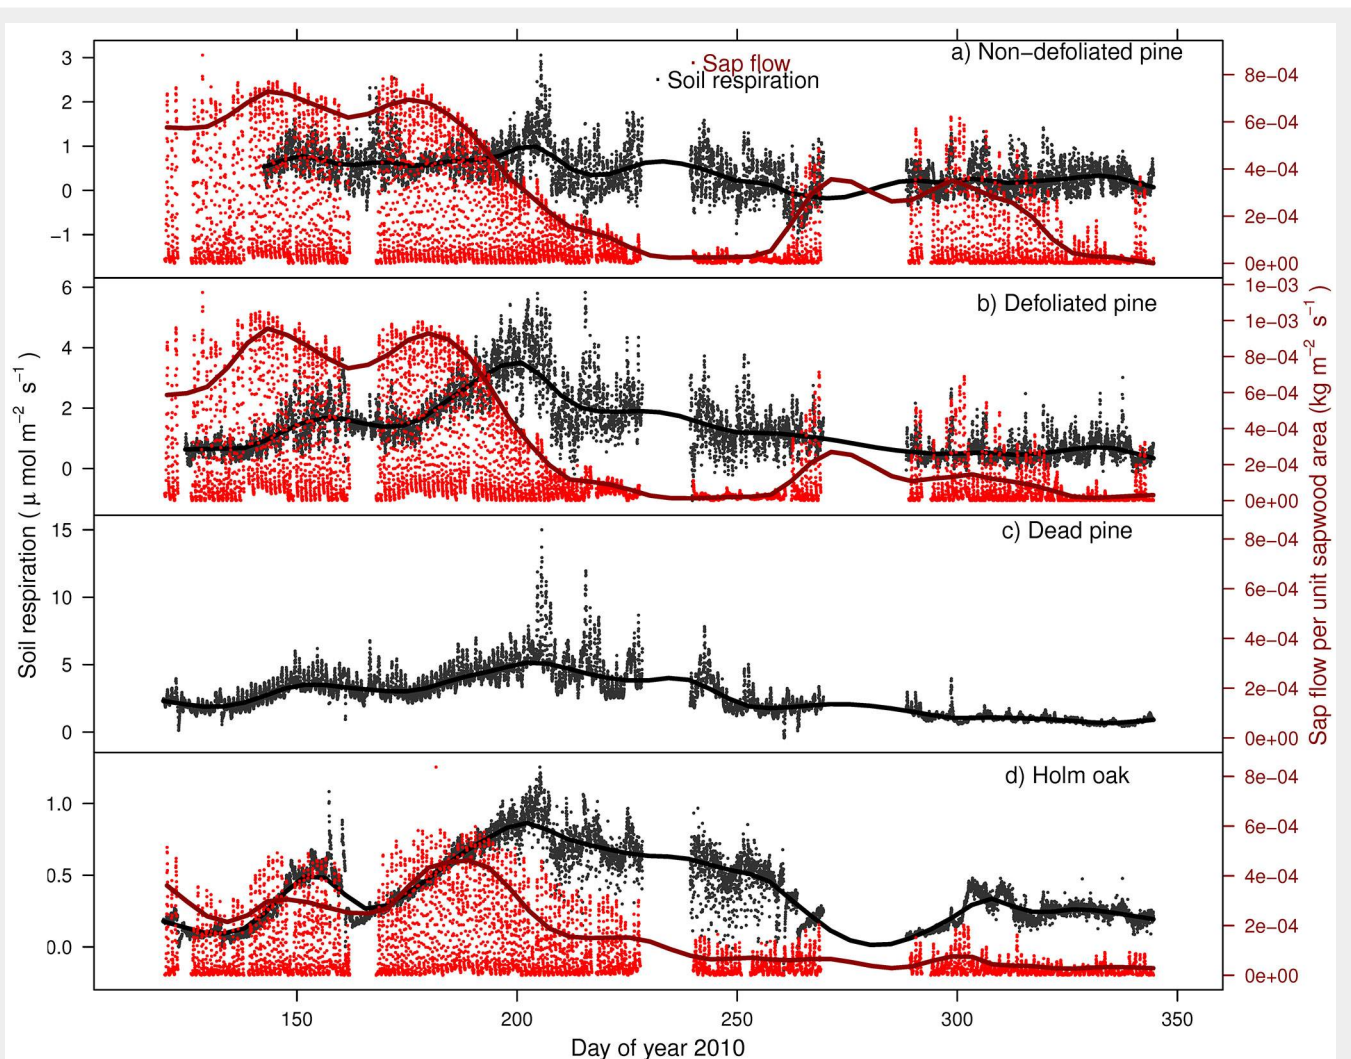 a) Non−defoliated pine
Sap flow
Soil respiration
3
2
1
0
−1
8e−04
6e−04
4e−04
2e−04
0e+00
b) Defoliated pine
6
4
2
0
1e−03
1e−03
8e−04
6e−04
4e−04
2e−04
0e+00
c) Dead pine
15
10
5
0
8e−04
6e−04
4e−04
2e−04
0e+00
d) Holm oak
1.0
0.5
0.0
8e−04
6e−04
4e−04
2e−04
0e+00
150 200 250 300 350
Day of year 2010
Soil respiration ( μ mol m⁻² s⁻¹ )
Sap flow per unit sapwood area (kg m⁻² s⁻¹ )